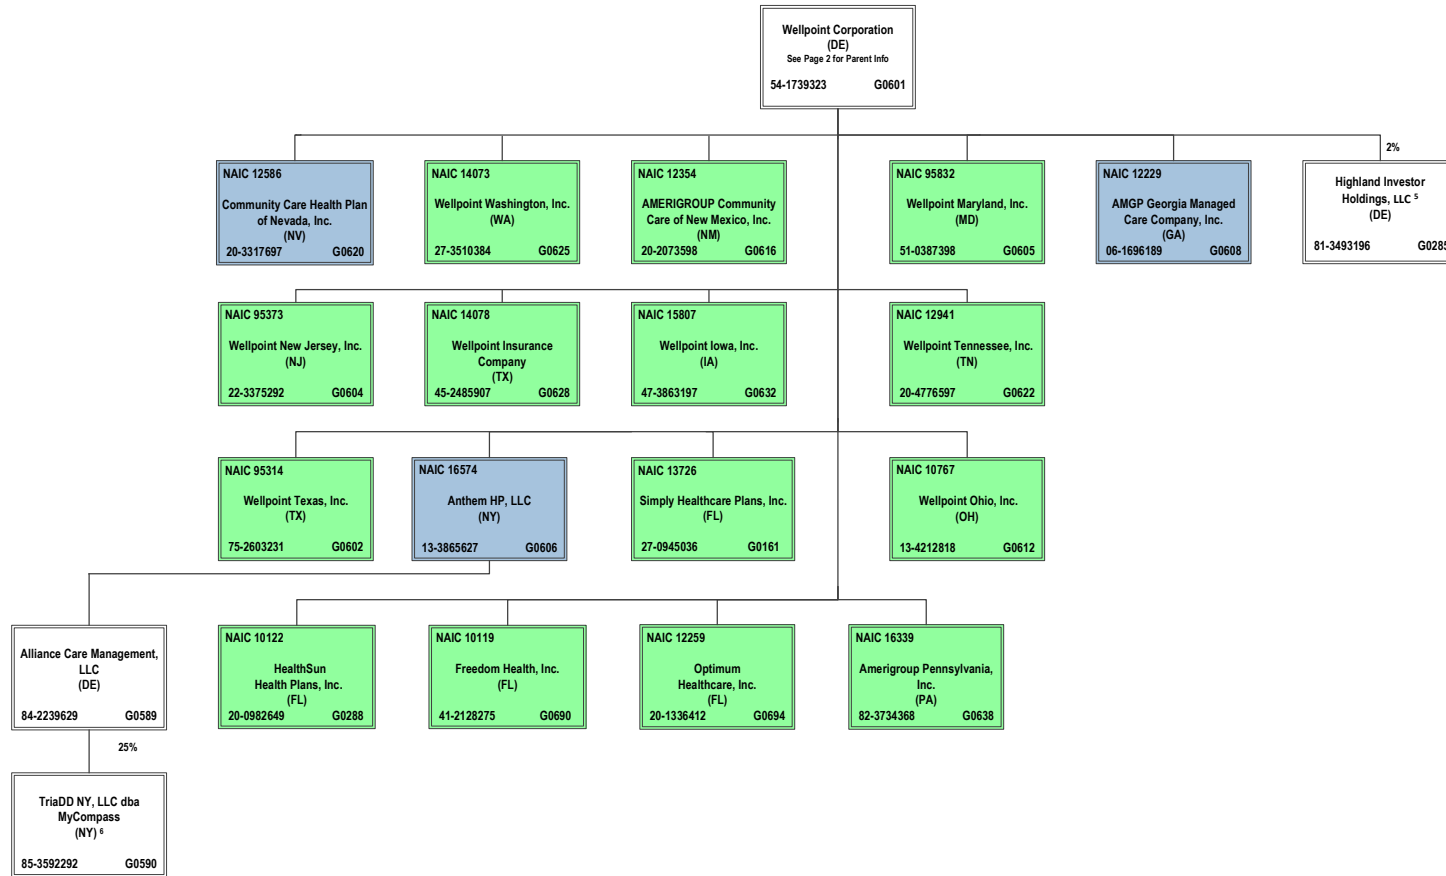 Wellpoint Corporation
(DE)
See Page 2 for Parent Info
54-1739323 G0601
2%
NAIC 12586
Community Care Health Plan
of Nevada, Inc.
(NV)
20-3317697 G0620
NAIC 14073
Wellpoint Washington, Inc.
(WA)
27-3510384 G0625
NAIC 12354
AMERIGROUP Community
Care of New Mexico, Inc.
(NM)
20-2073598 G0616
NAIC 95832
Wellpoint Maryland, Inc.
(MD)
51-0387398 G0605
NAIC 12229
AMGP Georgia Managed
Care Company, Inc.
(GA)
06-1696189 G0608
Highland Investor
Holdings, LLC ⁵
(DE)
81-3493196 G0285
NAIC 95373
Wellpoint New Jersey, Inc.
(NJ)
22-3375292 G0604
NAIC 14078
Wellpoint Insurance
Company
(TX)
45-2485907 G0628
NAIC 15807
Wellpoint Iowa, Inc.
(IA)
47-3863197 G0632
NAIC 12941
Wellpoint Tennessee, Inc.
(TN)
20-4776597 G0622
NAIC 95314
Wellpoint Texas, Inc.
(TX)
75-2603231 G0602
NAIC 16574
Anthem HP, LLC
(NY)
13-3865627 G0606
NAIC 13726
Simply Healthcare Plans, Inc.
(FL)
27-0945036 G0161
NAIC 10767
Wellpoint Ohio, Inc.
(OH)
13-4212818 G0612
Alliance Care Management,
LLC
(DE)
84-2239629 G0589
NAIC 10122
HealthSun
Health Plans, Inc.
(FL)
20-0982649 G0288
NAIC 10119
Freedom Health, Inc.
(FL)
41-2128275 G0690
NAIC 12259
Optimum
Healthcare, Inc.
(FL)
20-1336412 G0694
NAIC 16339
Amerigroup Pennsylvania,
Inc.
(PA)
82-3734368 G0638
25%
TriaDD NY, LLC dba
MyCompass
(NY) ⁶
85-3592292 G0590